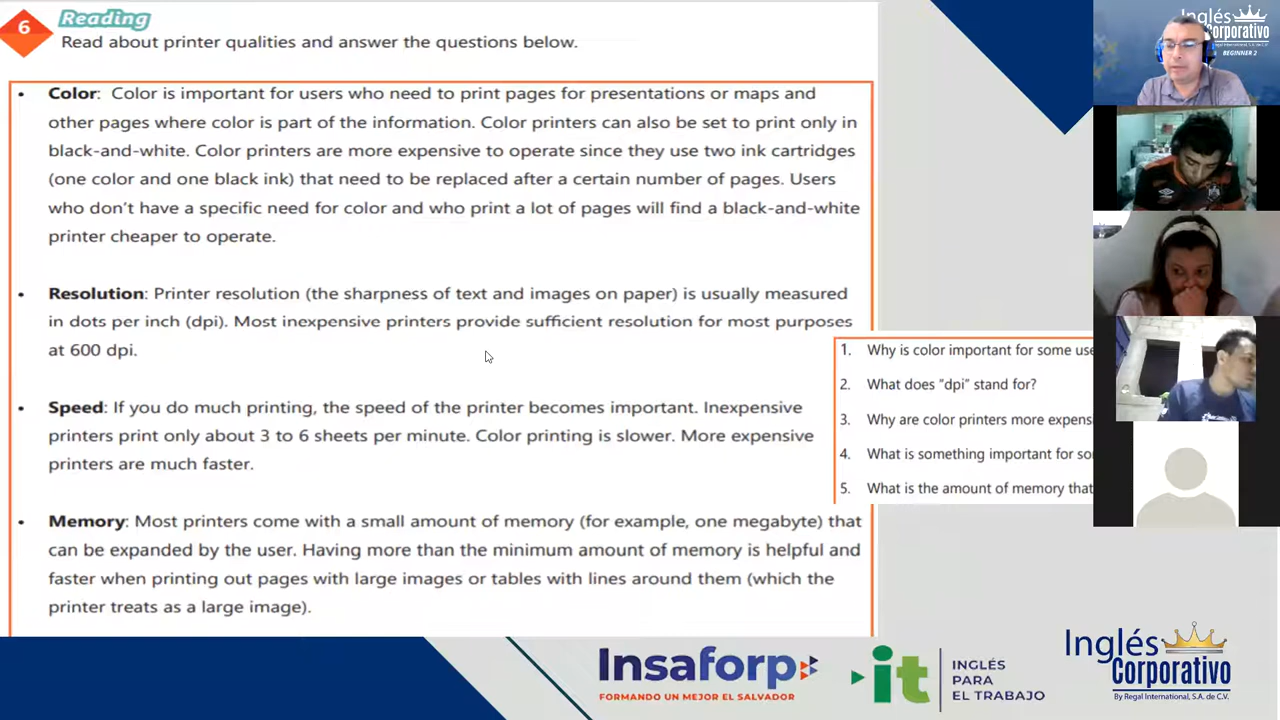 6
Reading
Read about printer qualities and answer the questions below.
• Color: Color is important for users who need to print pages for presentations or maps and
other pages where color is part of the information. Color printers can also be set to print only in
black-and-white. Color printers are more expensive to operate since they use two ink cartridges
(one color and one black ink) that need to be replaced after a certain number of pages. Users
who don't have a specific need for color and who print a lot of pages will find a black-and-white
printer cheaper to operate.
• Resolution: Printer resolution (the sharpness of text and images on paper) is usually measured
in dots per inch (dpi). Most inexpensive printers provide sufficient resolution for most purposes
at 600 dpi.
• Speed: If you do much printing, the speed of the printer becomes important. Inexpensive
printers print only about 3 to 6 sheets per minute. Color printing is slower. More expensive
printers are much faster.
• Memory: Most printers come with a small amount of memory (for example, one megabyte) that
can be expanded by the user. Having more than the minimum amount of memory is helpful and
faster when printing out pages with large images or tables with lines around them (which the
printer treats as a large image).
1. Why is color important for some use
2. What does "dpi" stand for?
3. Why are color printers more expens
4. What is something important for so
5. What is the amount of memory that
Inglés
Corporativo
BEGINNER 2
Insaforp
FORMANDO UN MEJOR EL SALVADOR
it
INGLÉS
PARA
EL TRABAJO
Inglés
Corporativo
By Regal International, S.A. de C.V.